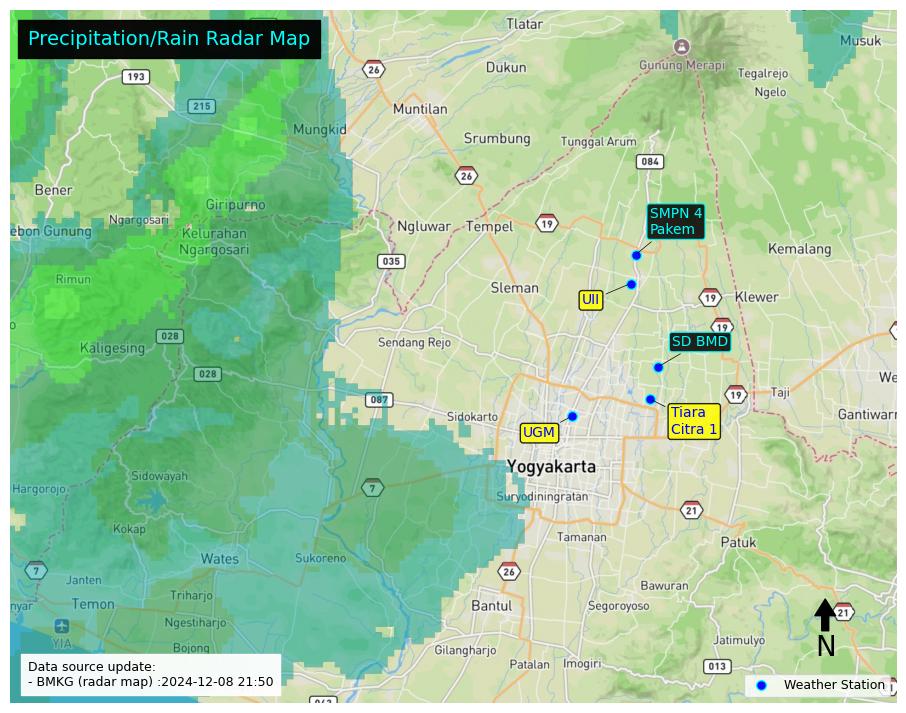 Precipitation/Rain Radar Map
Tlatar
Musuk
26
Dukun
Gunung Merapi
Tegalrejo
193
Ngelo
215
Muntilan
Mungkid
Srumbung
Tunggal Arum
084
26
Bener
Giripurno
SMPN 4
Pakem
Ngargosari
Ngluwar
Tempel
19
ebon Gunung
Kelurahan
Ngargosari
Kemalang
035
Rimun
Sleman
UII
19
Klewer
19
028
Kaligesing
Sendang Rejo
SD BMD
028
We
087
19
Taji
Sidokarto
Tiara
Citra 1
Gantiwarn
UGM
Yogyakarta
Sidowayah
Hargorojo
7
Suryodiningratan
21
Kokap
Tamanan
Patuk
Wates
Sukoreno
7
26
Janten
Bawuran
Triharjo
nyar
Temon
Bantul
Segoroyoso
21
Ngestiharjo
YIA
Jatimulyo
N
Bojong
Gilangharjo
Patalan
Imogiri
013
Data source update:
- BMKG (radar map) :2024-12-08 21:50
Weather Station